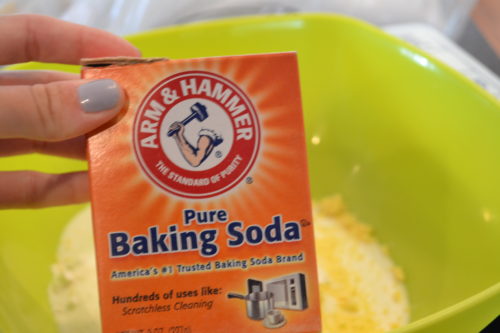 ARM & HAMMER
THE STANDARD OF PURITY
®
®
Pure
Baking Soda
America's #1 Trusted Baking Soda Brand
Hundreds of uses like:
Scratchless Cleaning